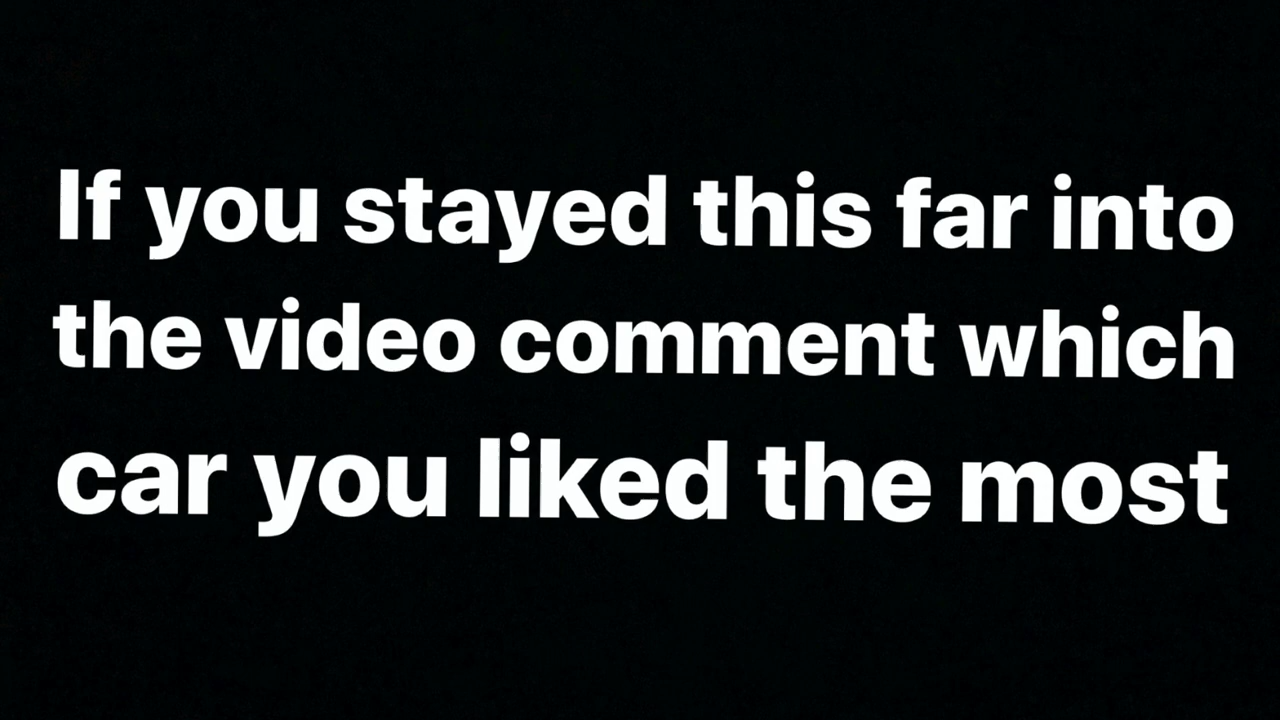 If you stayed this far into
the video comment which
car you liked the most